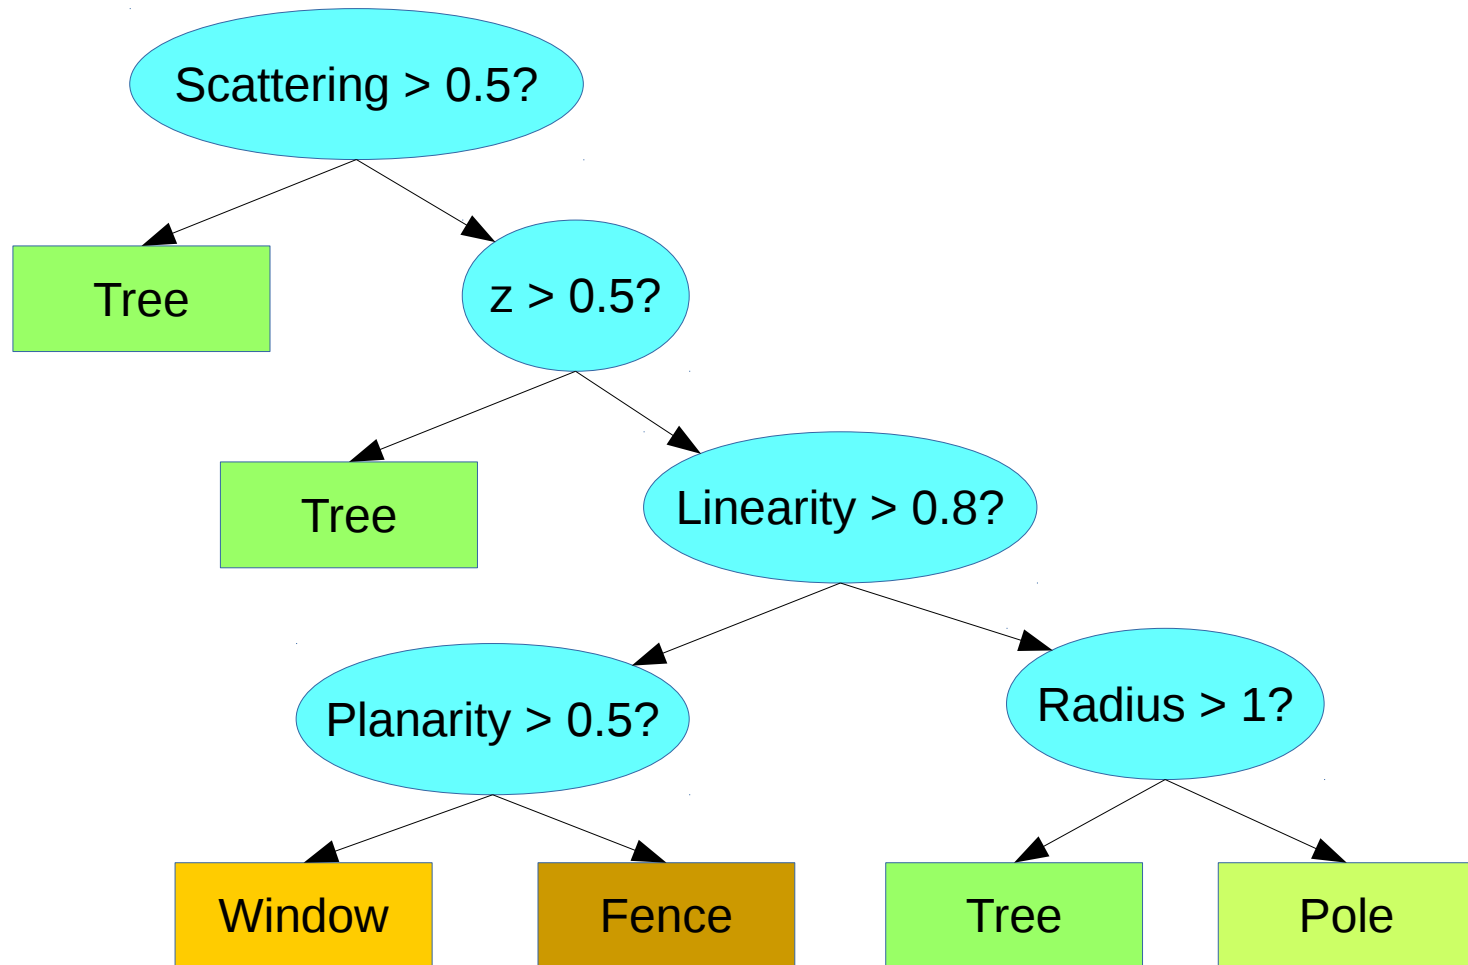 Scattering > 0.5?
Tree
z > 0.5?
Tree
Linearity > 0.8?
Planarity > 0.5?
Radius > 1?
Window
Fence
Tree
Pole